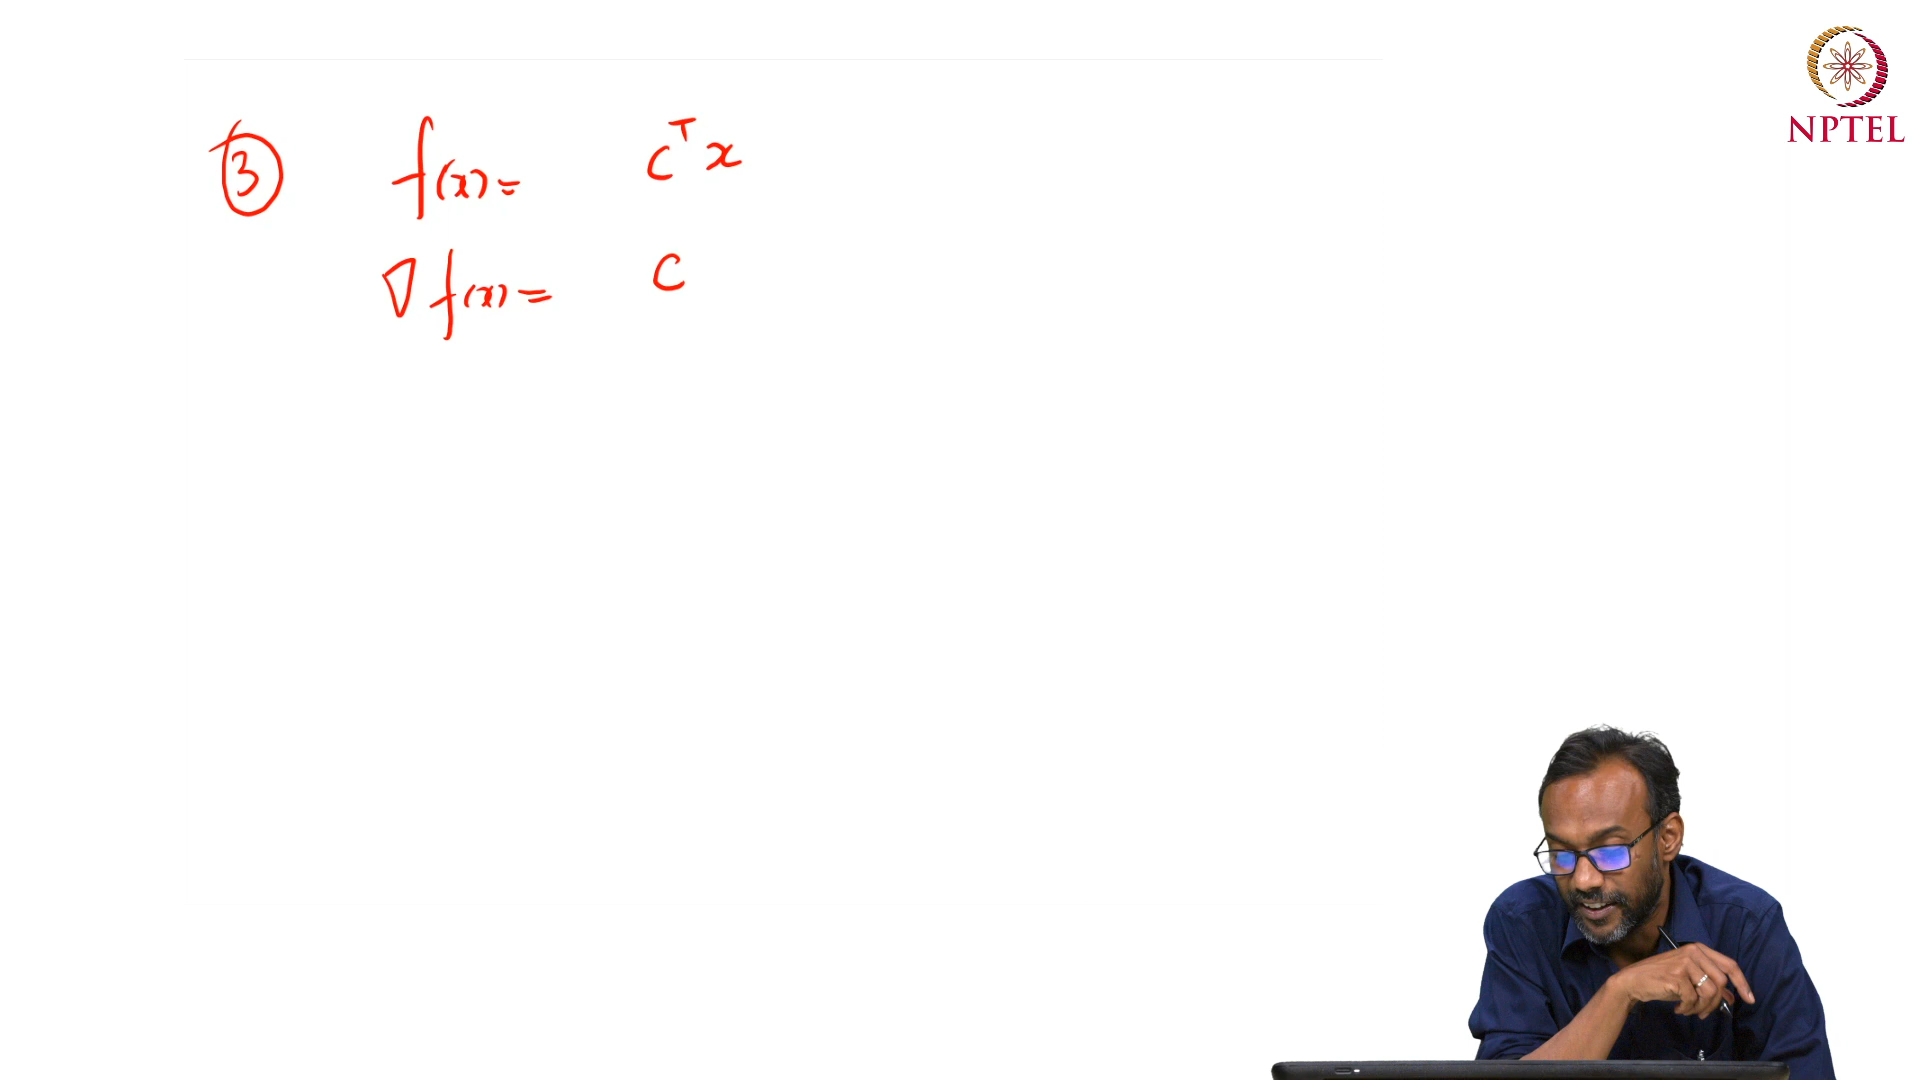 ③ f(x) = cᵀx
∇f(x) = c
NPTEL